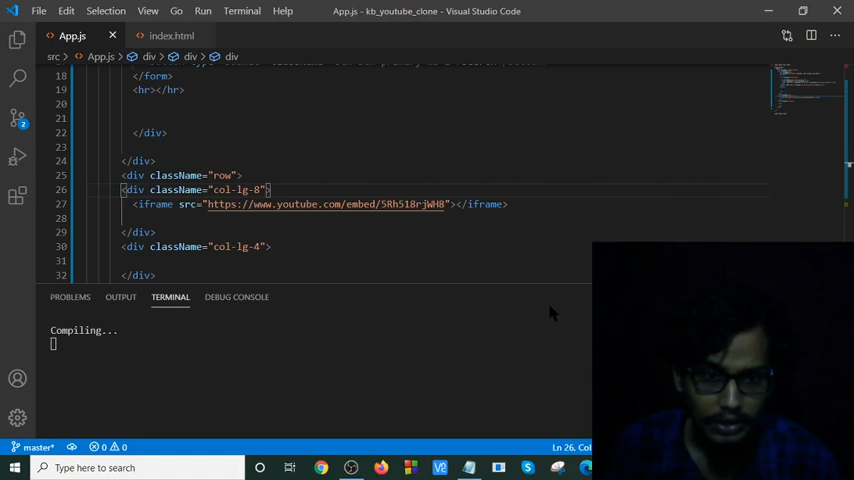 File Edit Selection View Go Run Terminal Help App.js - kb_youtube_clone - Visual Studio Code
App.js index.html
src > App.js > div > div > div
18 </form>
19 <hr></hr>
20
21
22 </div>
23
24 </div>
25 <div className="row">
26 <div className="col-lg-8">
27 <iframe src="https://www.youtube.com/embed/5Rh518rjWH8"></iframe>
28
29 </div>
30 <div className="col-lg-4">
31
32 </div>
2
PROBLEMS OUTPUT TERMINAL DEBUG CONSOLE
Compiling...
master* 0 0 Ln 26,
Type here to search